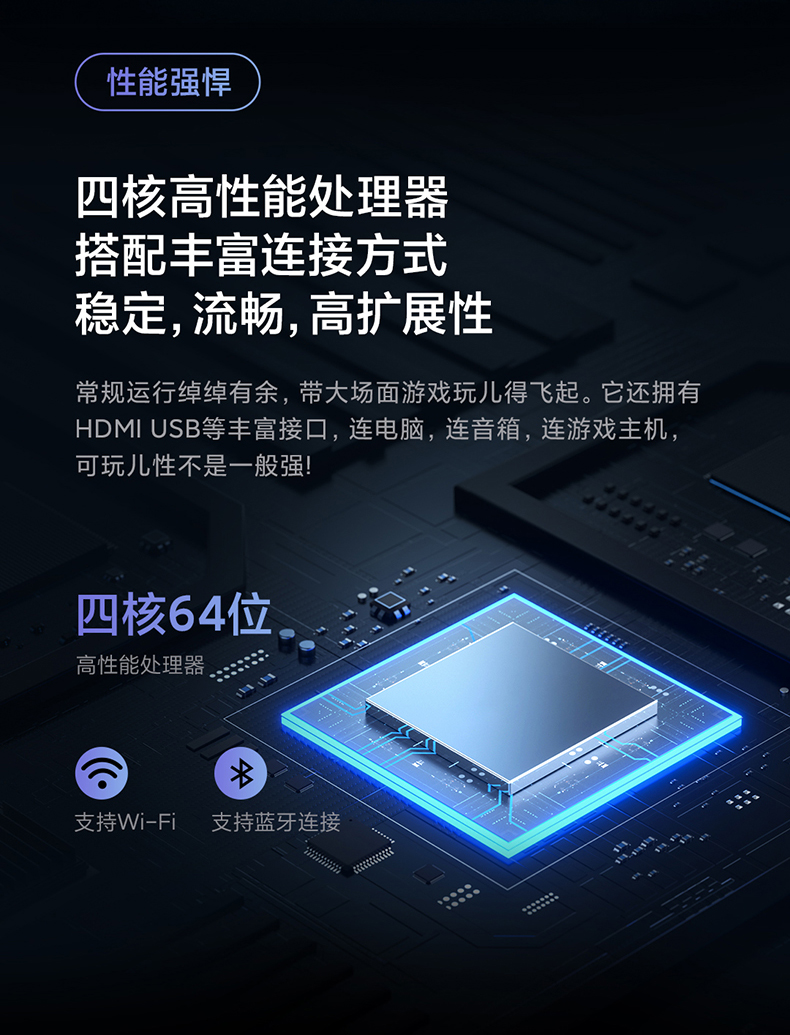 性能强悍
四核高性能处理器
搭配丰富连接方式
稳定,流畅,高扩展性
常规运行绰绰有余，带大场面游戏玩儿得飞起。它还拥有
HDMI USB等丰富接口，连电脑，连音箱，连游戏主机，
可玩儿性不是一般强!
四核64位
高性能处理器
支持Wi-Fi 支持蓝牙连接